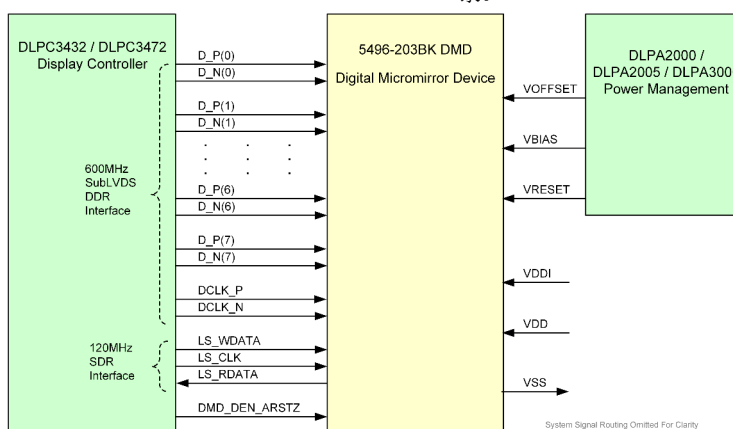 DLPC3432 / DLPC3472
Display Controller
600MHz
SubLVDS
DDR
Interface
120MHz
SDR
Interface
D_P(0)
D_N(0)
D_P(1)
D_N(1)
. . .
. . .
. . .
D_P(6)
D_N(6)
D_P(7)
D_N(7)
DCLK_P
DCLK_N
LS_WDATA
LS_CLK
LS_RDATA
DMD_DEN_ARSTZ
5496-203BK DMD
Digital Micromirror Device
VOFFSET
VBIAS
VRESET
VDDI
VDD
VSS
DLPA2000 /
DLPA2005 / DLPA300
Power Management
System Signal Routing Omitted For Clarity